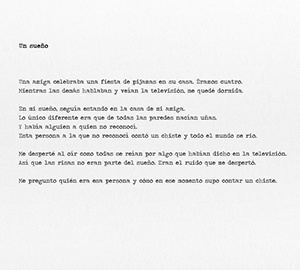 Un sueño
Una amiga celebraba una fiesta de pijamas en su casa. Érazos cuatro.
Mientras las demás hablaban y veían la televisión, me quedé dormida.
En mi sueño, seguía estando en la casa de mi amiga.
Lo único diferente era que de todas las paredes nacían uñas.
Y había alguien a quien no reconocí.
Esta persona a la que no reconocí contó un chiste y todo el mundo se rio.
Me desperté al oír como todas se reían por algo que habían dicho en la televisión.
Así que las risas no eran parte del sueño. Eran el ruido que me despertó.
Me pregunto quién era esa persona y cómo en ese momento supo contar un chiste.